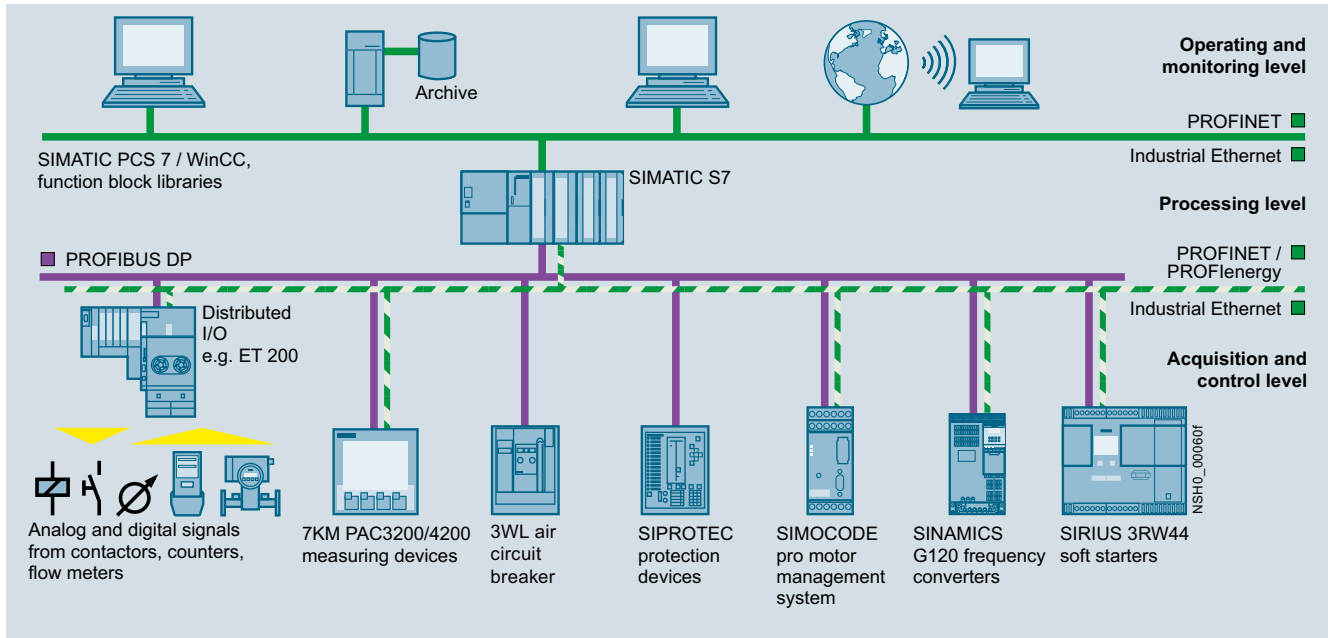 Operating and
monitoring level
Archive
PROFINET
SIMATIC PCS 7 / WinCC,
function block libraries
Industrial Ethernet
SIMATIC S7
Processing level
PROFIBUS DP
PROFINET /
PROFIenergy
Industrial Ethernet
Distributed
I/O
e.g. ET 200
Acquisition and
control level
NSH0_00060f
Analog and digital signals
from contactors, counters,
flow meters
7KM PAC3200/4200
measuring devices
3WL air
circuit
breaker
SIPROTEC
protection
devices
SIMOCODE
pro motor
management
system
SINAMICS
G120 frequency
converters
SIRIUS 3RW44
soft starters